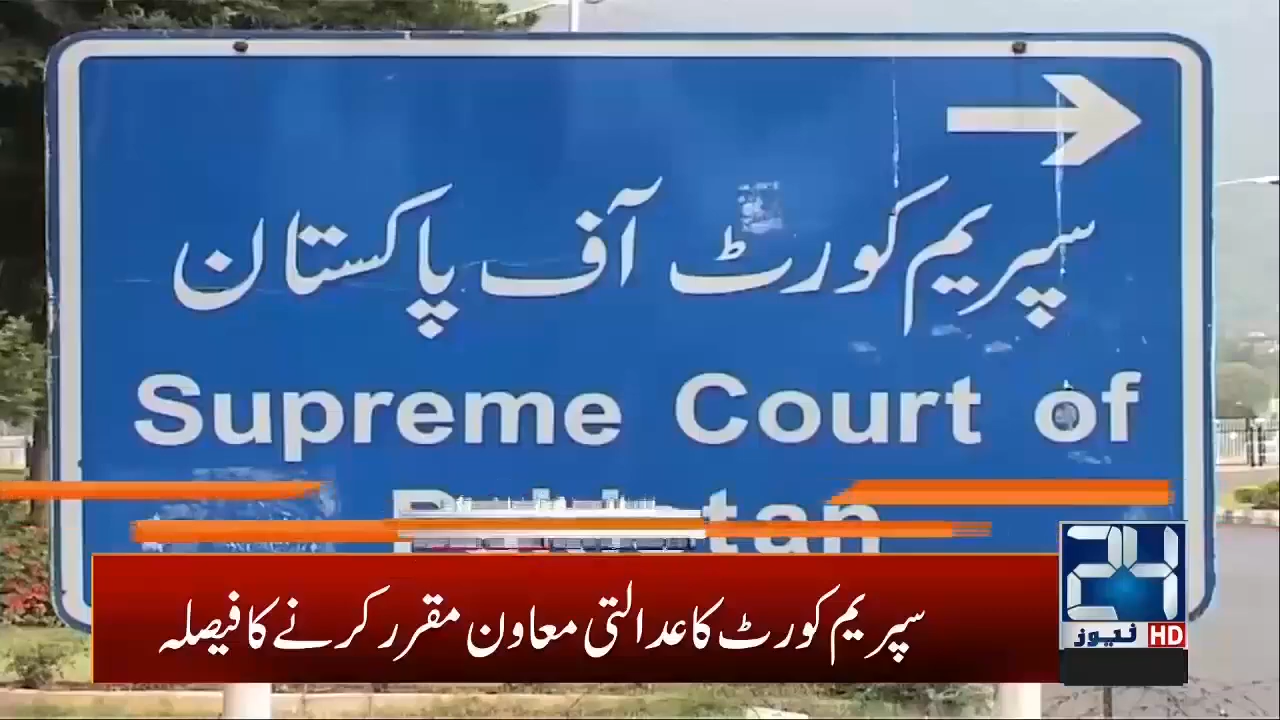 سپریم کورٹ آف پاکستان
Supreme Court of
سپریم کورٹ کا عدالتی معاون مقرر کرنے کا فیصلہ
24
نیوز HD